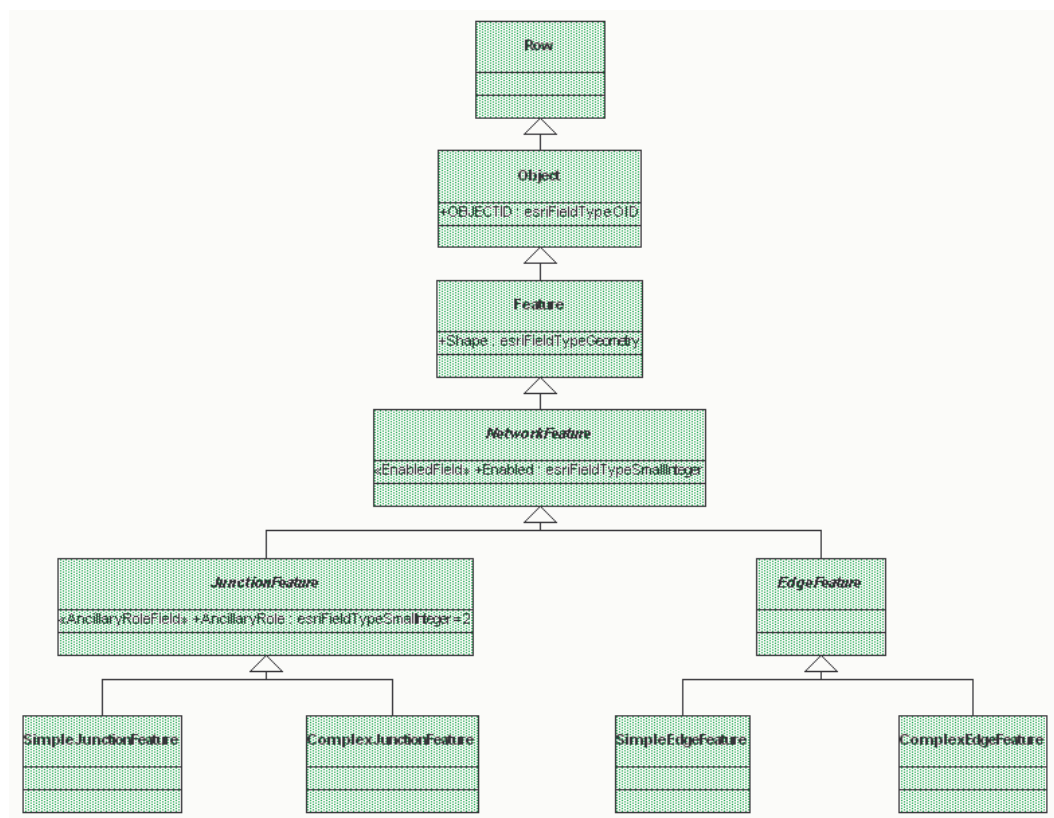 Row
Object
+OBJECTID : esriFieldTypeOID
Feature
+Shape : esriFieldTypeGeometry
NetworkFeature
«EnabledField» +Enabled : esriFieldTypeSmallInteger
JunctionFeature
«AncillaryRoleField» +AncillaryRole : esriFieldTypeSmallInteger=2
EdgeFeature
SimpleJunctionFeature
ComplexJunctionFeature
SimpleEdgeFeature
ComplexEdgeFeature